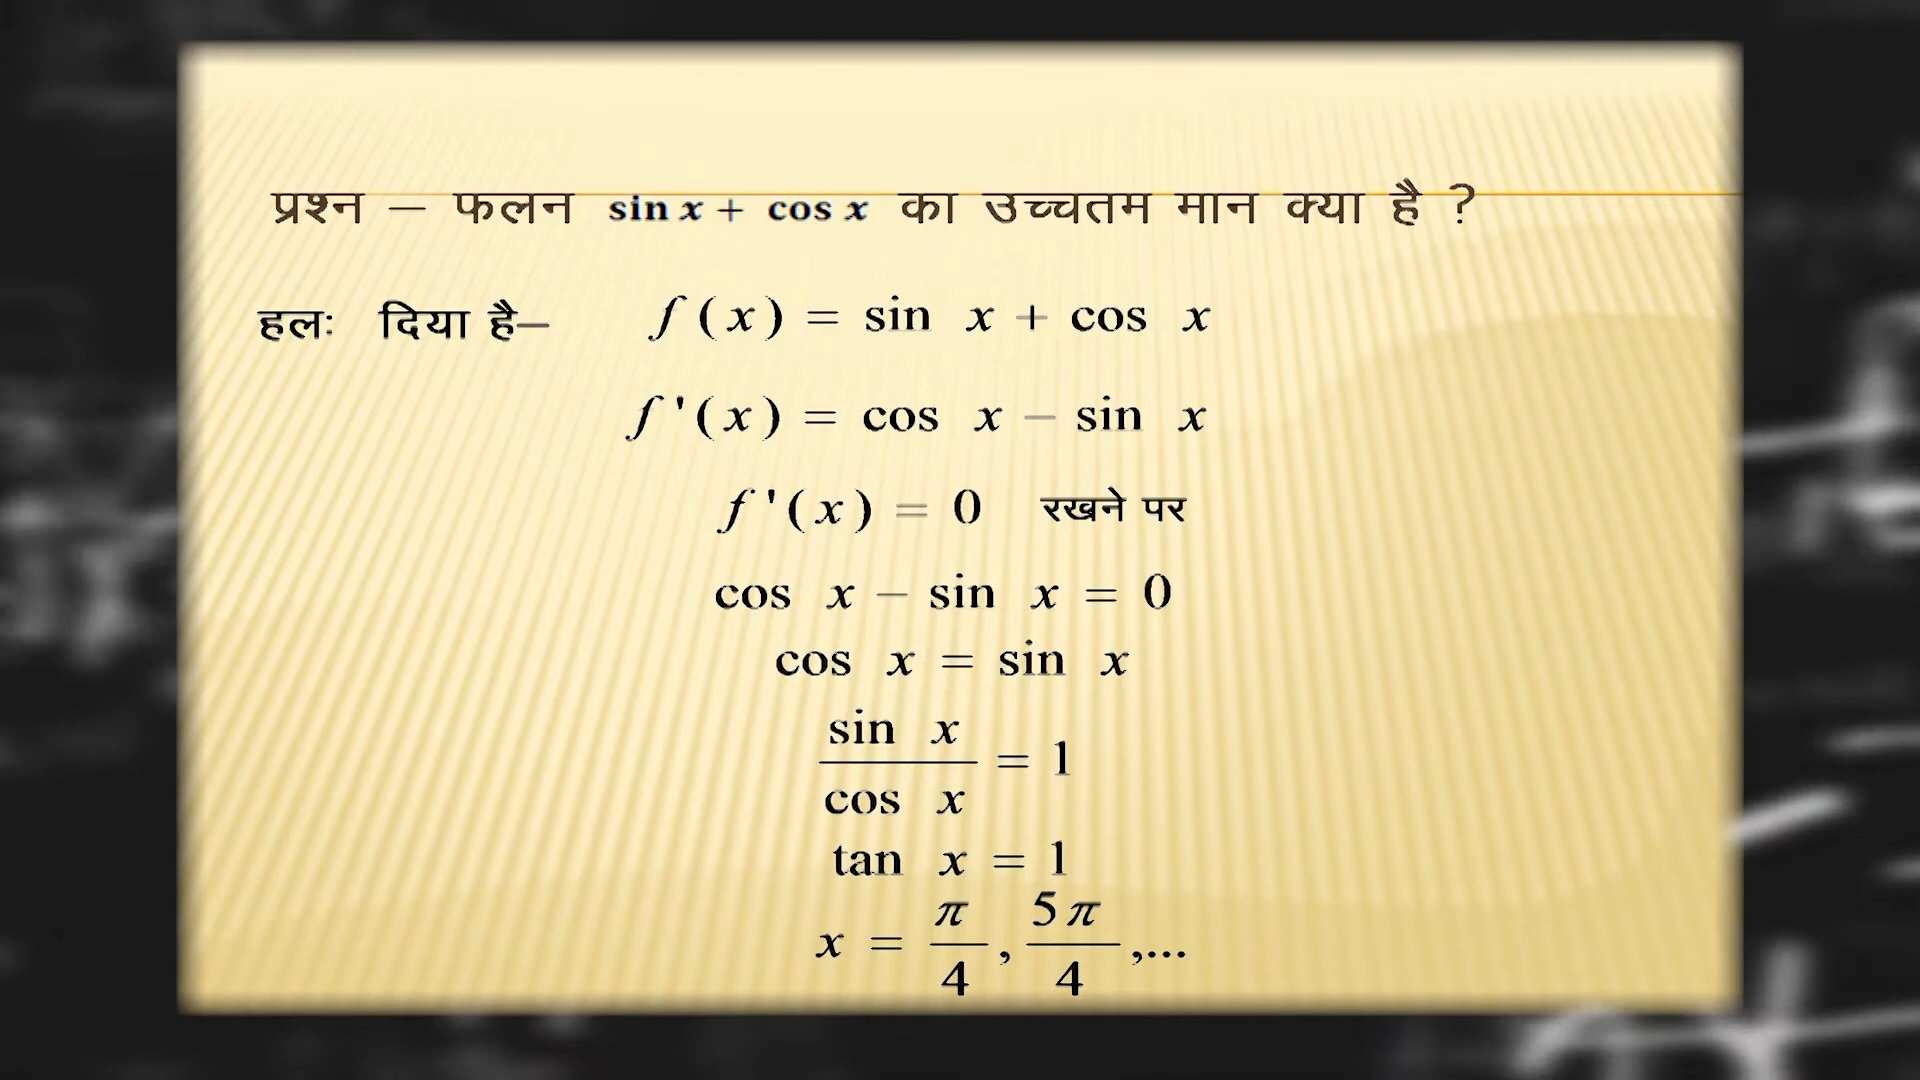 प्रश्न – फलन sin x + cos x का उच्चतम मान क्या है ?
हलः दिया है– f (x) = sin x + cos x
f '(x) = cos x – sin x
f '(x) = 0 रखने पर
cos x – sin x = 0
cos x = sin x
sin x
——— = 1
cos x
tan x = 1
x = π/4 , 5π/4 ,...